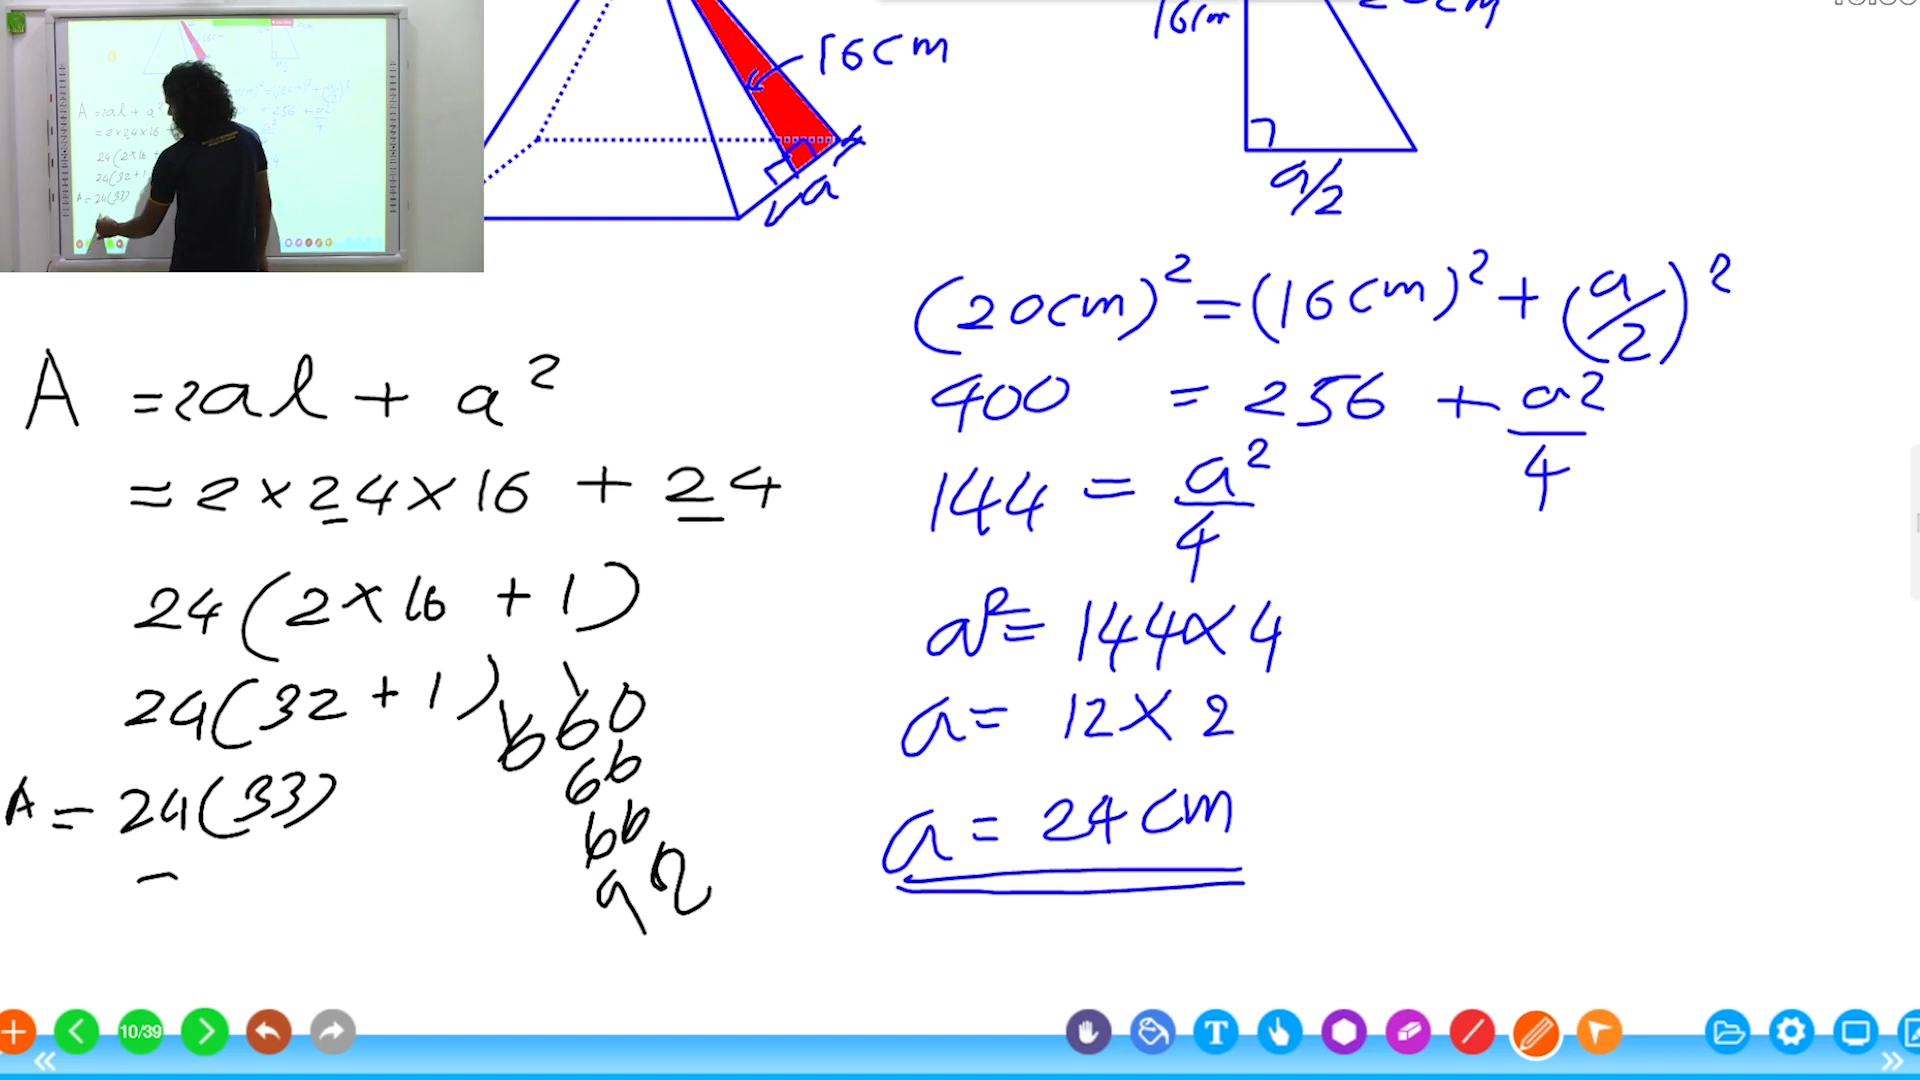 16cm
a
16cm
a/2
(20cm)² = (16cm)² + (a/2)²
400 = 256 + a²/4
144 = a²/4
a² = 144 × 4
a = 12 × 2
a = 24 cm
A = 2al + a²
= 2 × 24 × 16 + 24
24 (2 × 16 + 1)
24 (32 + 1)
A = 24 (33)
660
66
66
92
10/39
T